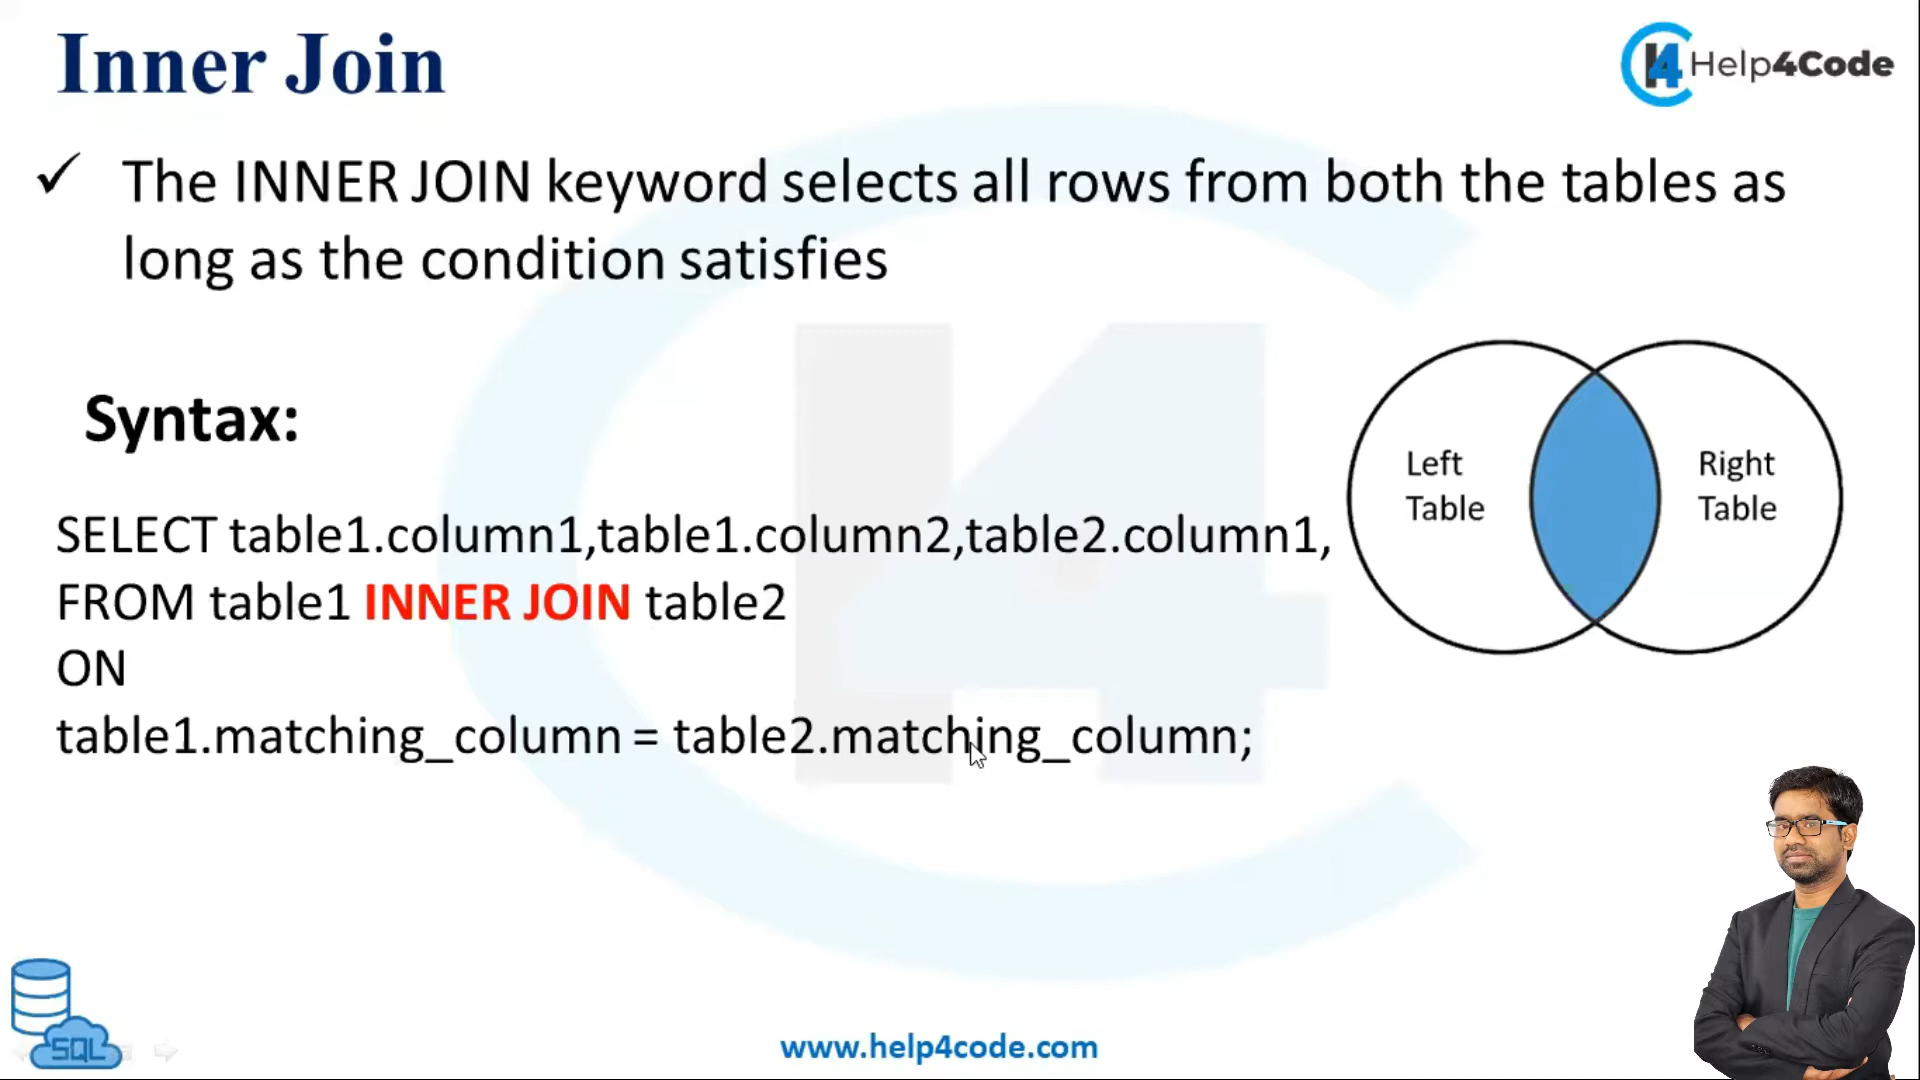 Inner Join
Help4Code
✓ The INNER JOIN keyword selects all rows from both the tables as
long as the condition satisfies
Syntax:
SELECT table1.column1,table1.column2,table2.column1,
FROM table1 INNER JOIN table2
ON
table1.matching_column = table2.matching_column;
Left
Table
Right
Table
SQL
www.help4code.com